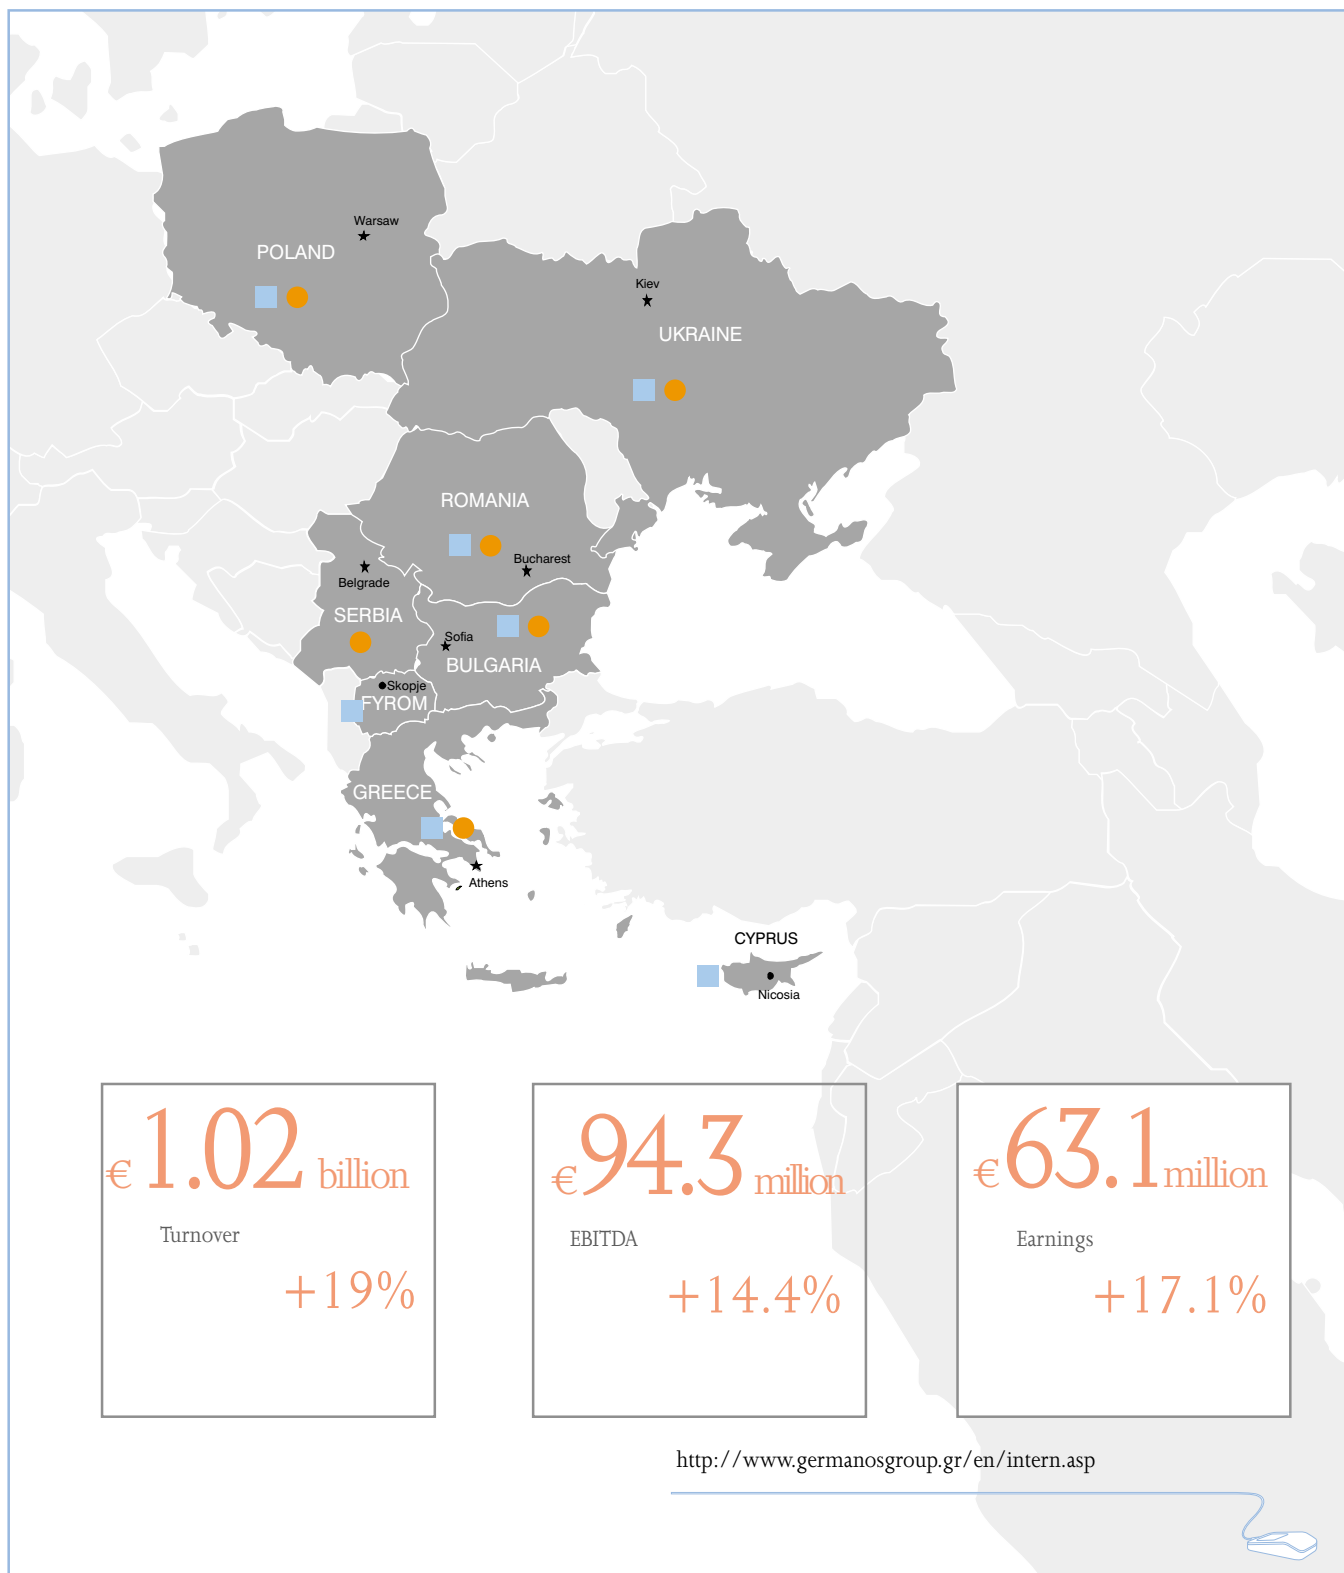 Warsaw
POLAND
Kiev
UKRAINE
ROMANIA
Bucharest
Belgrade
SERBIA
Sofia
BULGARIA
Skopje
FYROM
GREECE
Athens
CYPRUS
Nicosia
€ 1.02 billion
Turnover
+19%
€ 94.3 million
EBITDA
+14.4%
€ 63.1 million
Earnings
+17.1%
http://www.germanosgroup.gr/en/intern.asp